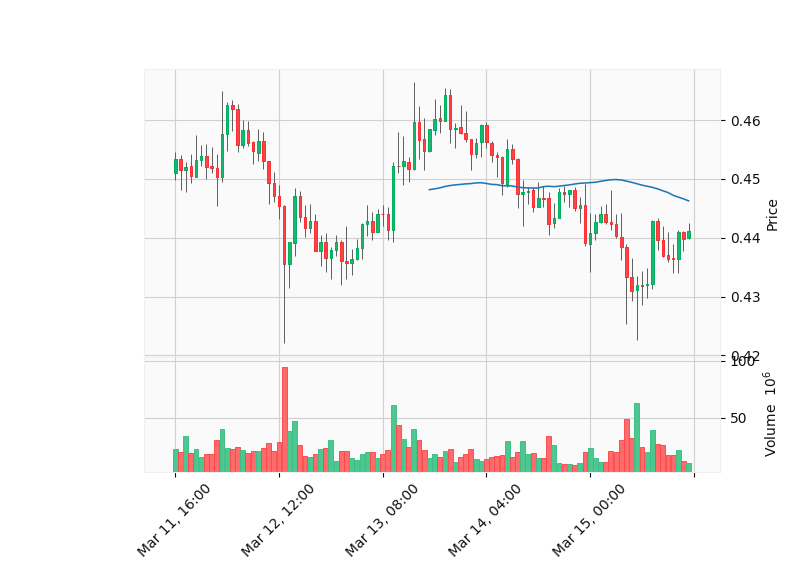 0.46
0.45
0.44
0.43
0.42
Price
100
50
Volume 10^6
Mar 11, 16:00
Mar 12, 12:00
Mar 13, 08:00
Mar 14, 04:00
Mar 15, 00:00